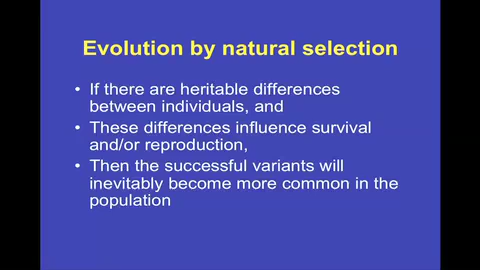 Evolution by natural selection
• If there are heritable differences
between individuals, and
• These differences influence survival
and/or reproduction,
• Then the successful variants will
inevitably become more common in the
population